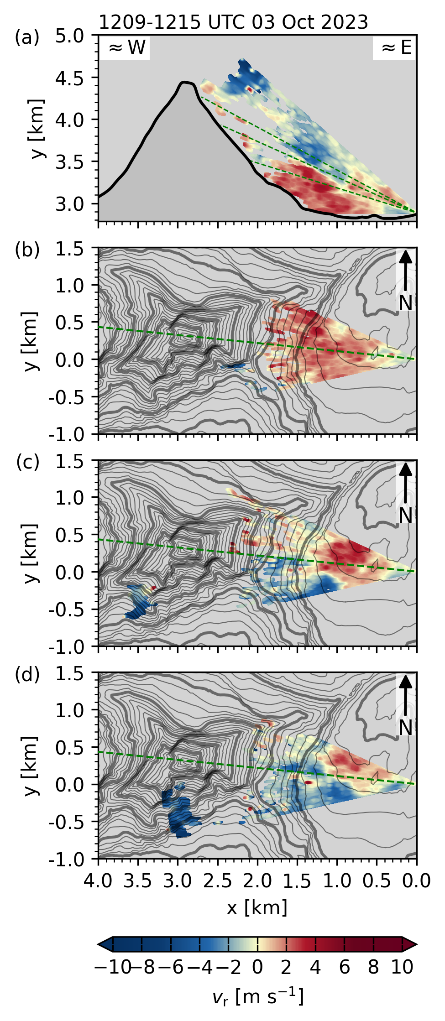 1209-1215 UTC 03 Oct 2023
(a)
≈ W
≈ E
5.0
4.5
4.0
3.5
3.0
y [km]
(b)
1.5
1.0
0.5
0.0
-0.5
-1.0
y [km]
N
(c)
1.5
1.0
0.5
0.0
-0.5
-1.0
y [km]
N
(d)
1.5
1.0
0.5
0.0
-0.5
-1.0
y [km]
N
4.0 3.5 3.0 2.5 2.0 1.5 1.0 0.5 0.0
x [km]
−10 −8 −6 −4 −2 0 2 4 6 8 10
vr [m s⁻¹]